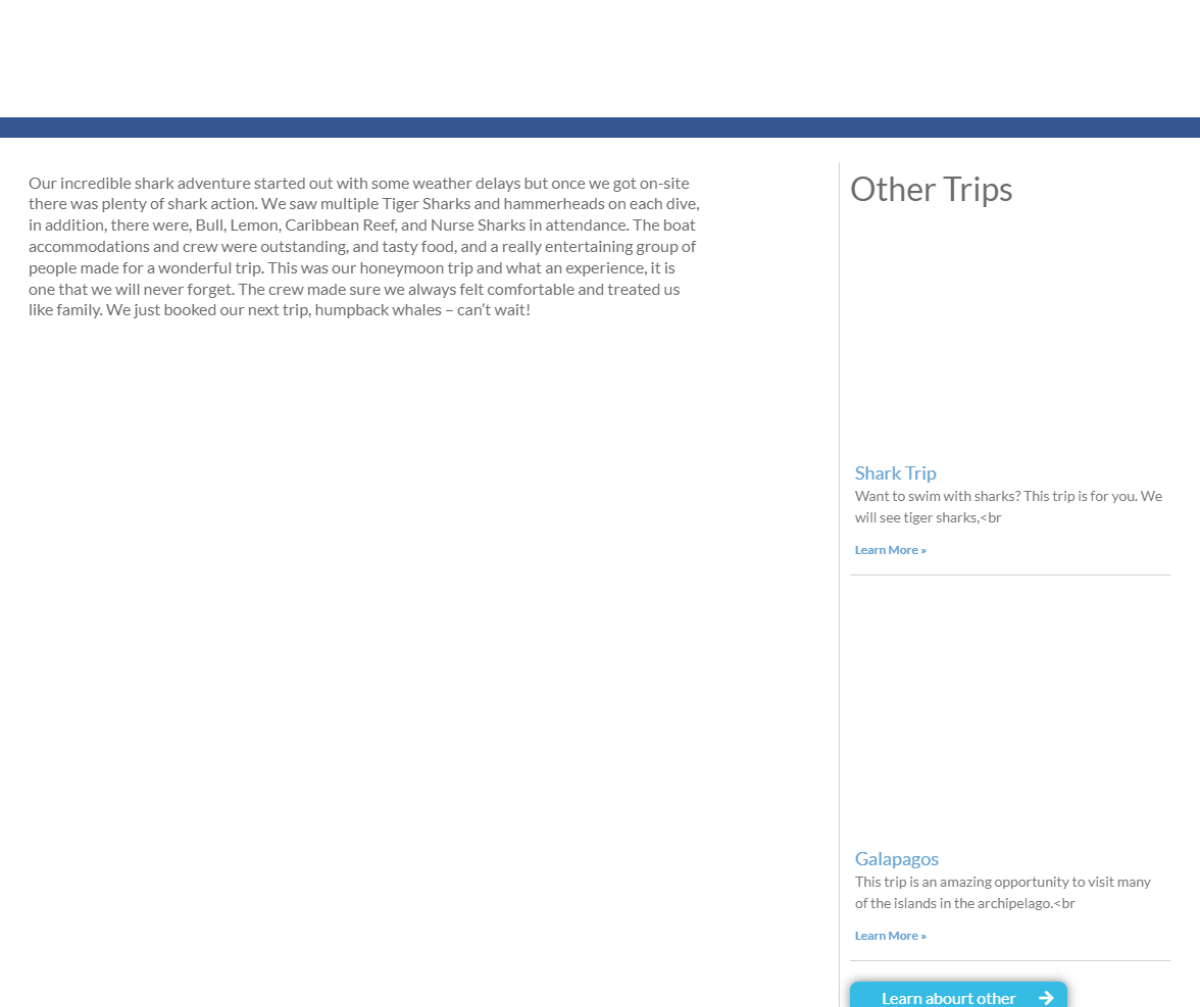 Our incredible shark adventure started out with some weather delays but once we got on-site
there was plenty of shark action. We saw multiple Tiger Sharks and hammerheads on each dive,
in addition, there were, Bull, Lemon, Caribbean Reef, and Nurse Sharks in attendance. The boat
accommodations and crew were outstanding, and tasty food, and a really entertaining group of
people made for a wonderful trip. This was our honeymoon trip and what an experience, it is
one that we will never forget. The crew made sure we always felt comfortable and treated us
like family. We just booked our next trip, humpback whales – can’t wait!
Other Trips
Shark Trip
Want to swim with sharks? This trip is for you. We
will see tiger sharks,<br
Learn More »
Galapagos
This trip is an amazing opportunity to visit many
of the islands in the archipelago.<br
Learn More »
Learn abourt other